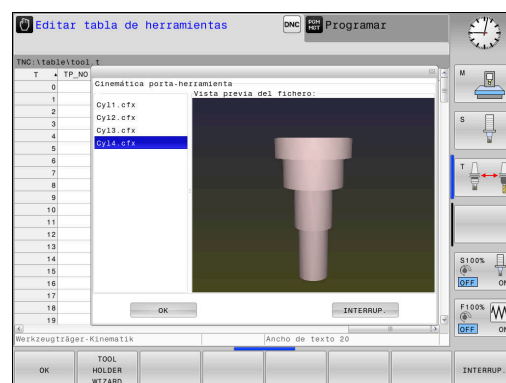 Editar tabla de herramientas
DNC
PGM
MGT
Programar
TNC:\table\tool.t
T TP_NO
0
1
2
3
4
5
6
7
8
9
10
11
12
13
14
15
16
17
18
19
Cinemática porta-herramienta
Vista previa del fichero:
Cyl1.cfx
Cyl2.cfx
Cyl3.cfx
Cyl4.cfx
OK
INTERRUP.
Werkzeugträger-Kinematik
Ancho de texto 20
M
S
T
S100%
OFF ON
F100%
OFF ON
OK
TOOL
HOLDER
WIZARD
INTERRUP.